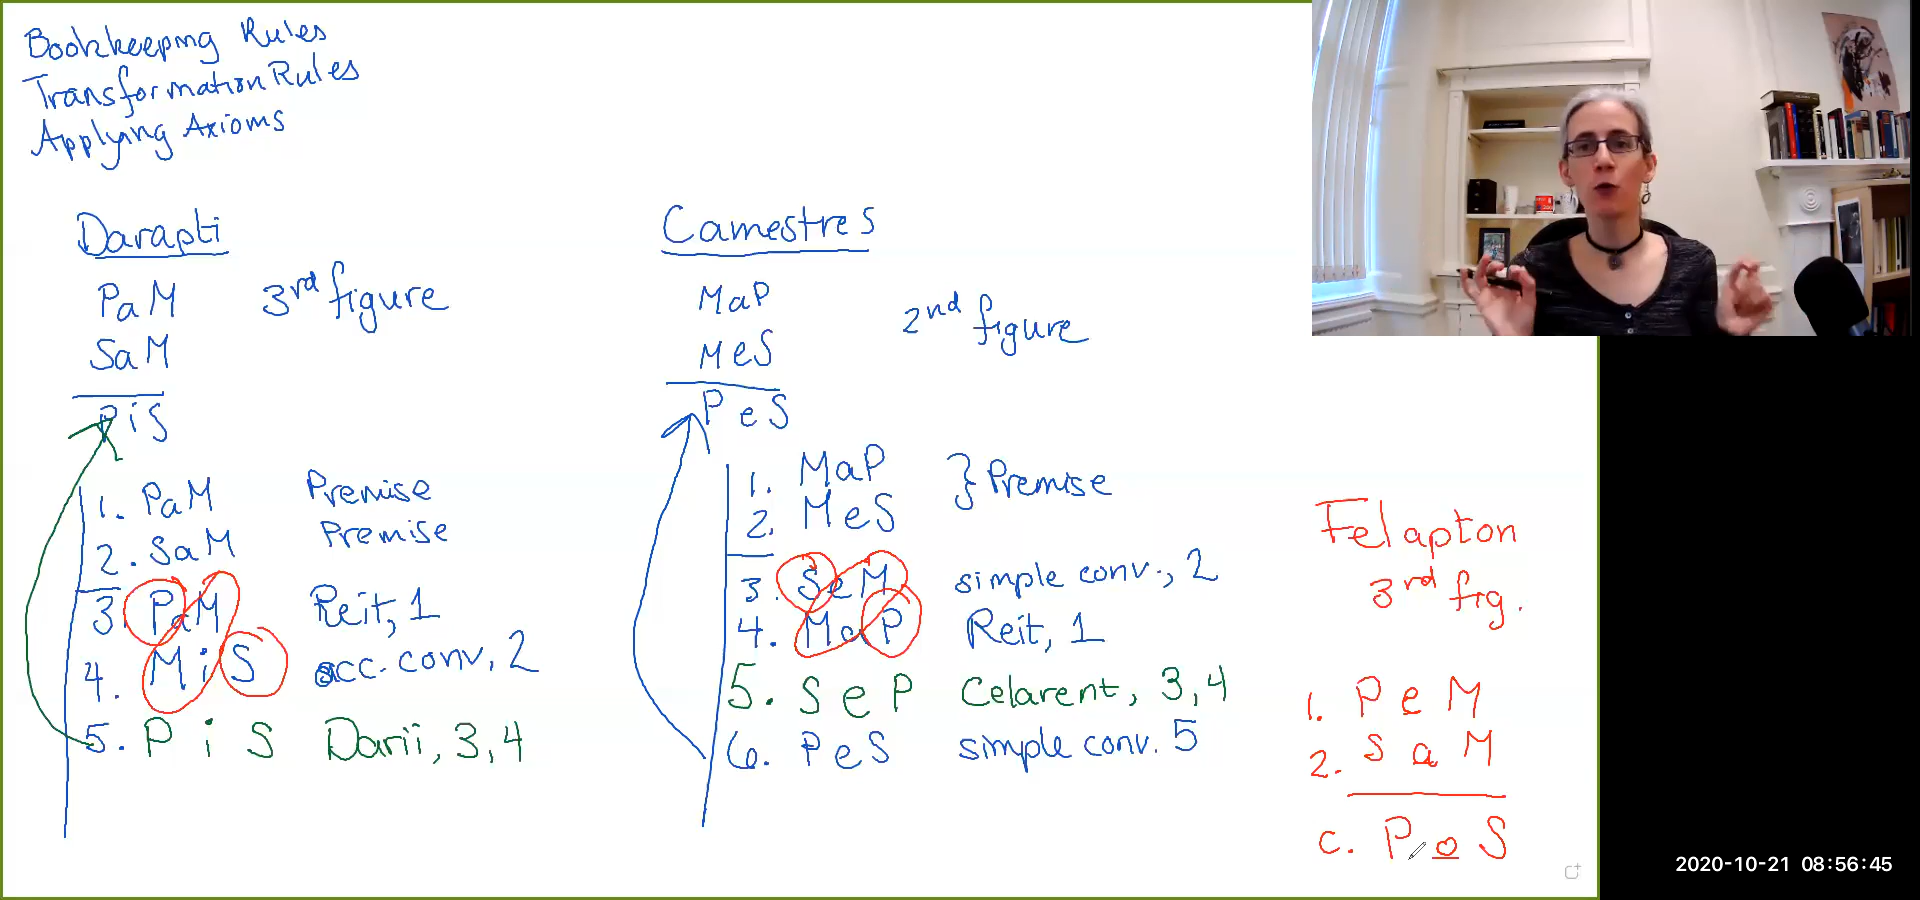 Bookkeeping Rules
Transformation Rules
Applying Axioms
Darapti
PaM
3rd figure
SaM
PiS
1. PaM Premise
2. SaM Premise
3. PaM Reit, 1
4. MiS acc. conv, 2
5. PiS Darii, 3, 4
Camestres
MaP
2nd figure
MeS
PeS
1. MaP } Premise
2. MeS
3. SeM simple conv., 2
4. MaP Reit, 1
5. SeP Celarent, 3, 4
6. PeS simple conv. 5
Felapton
3rd fig.
1. PeM
2. SaM
C. PoS
2020-10-21 08:56:45